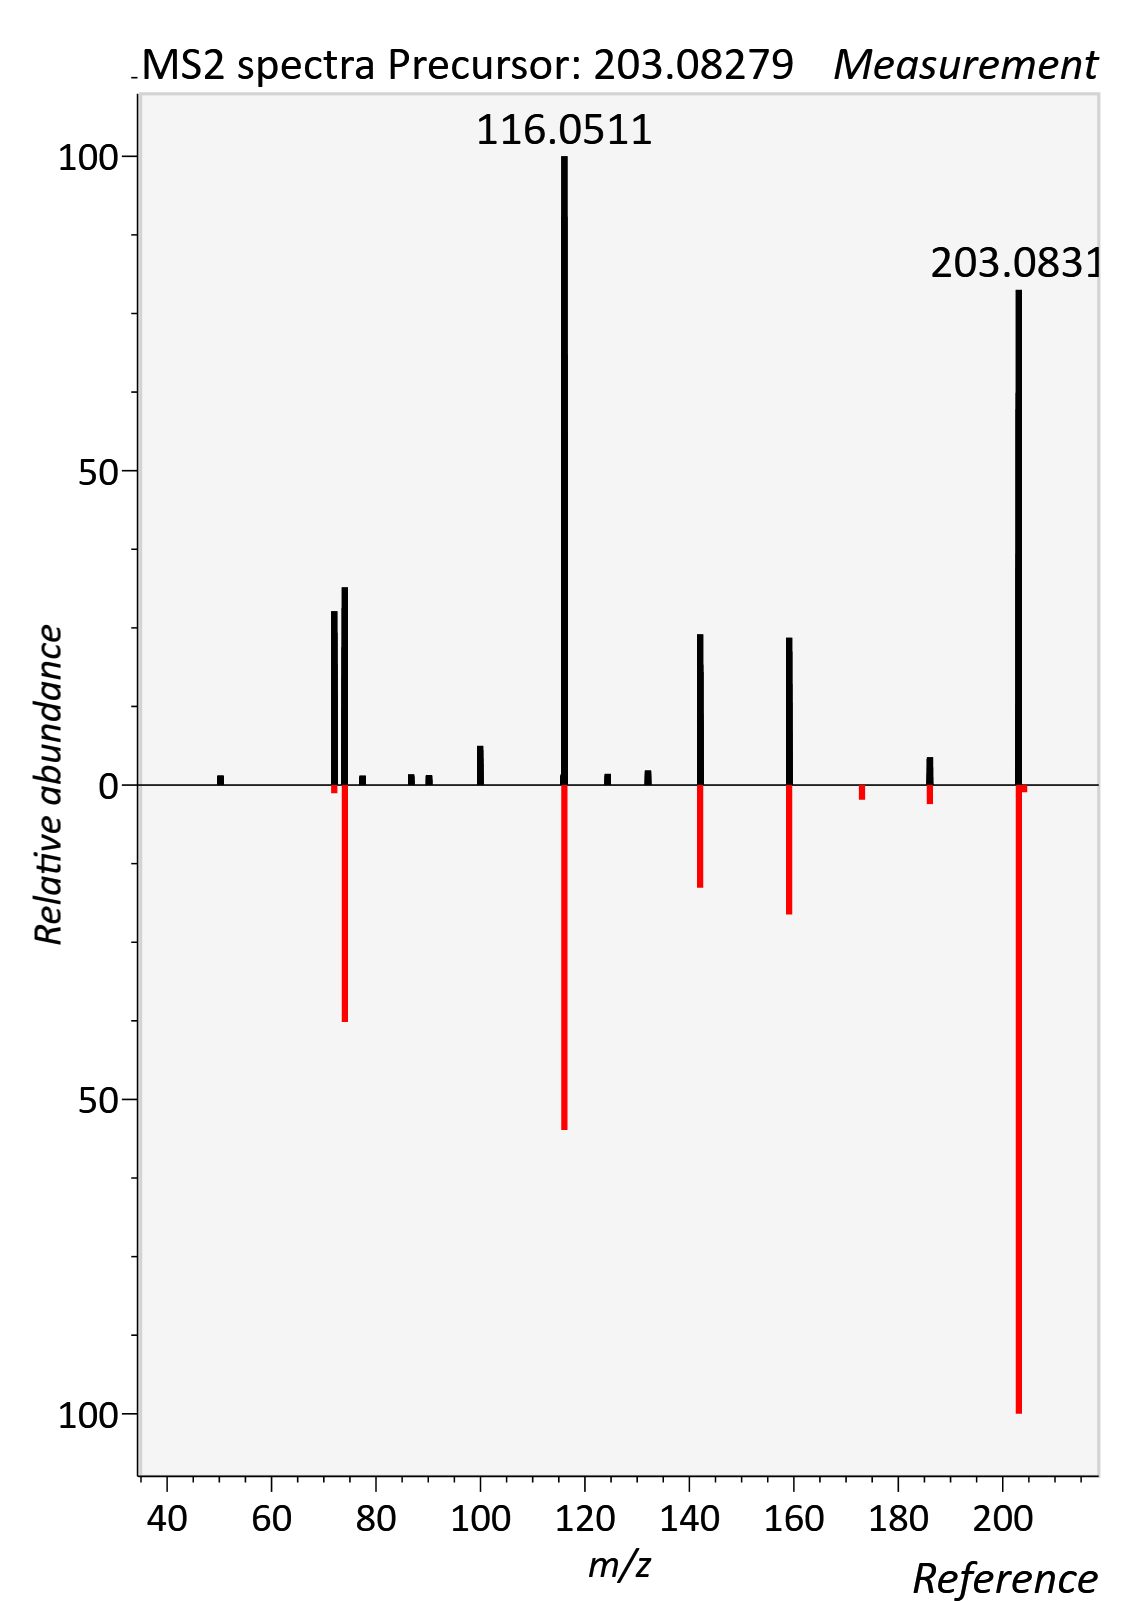 MS2 spectra Precursor: 203.08279 Measurement
116.0511
100
203.0831
50
Relative abundance
0
50
100
40 60 80 100 120 140 160 180 200
m/z
Reference